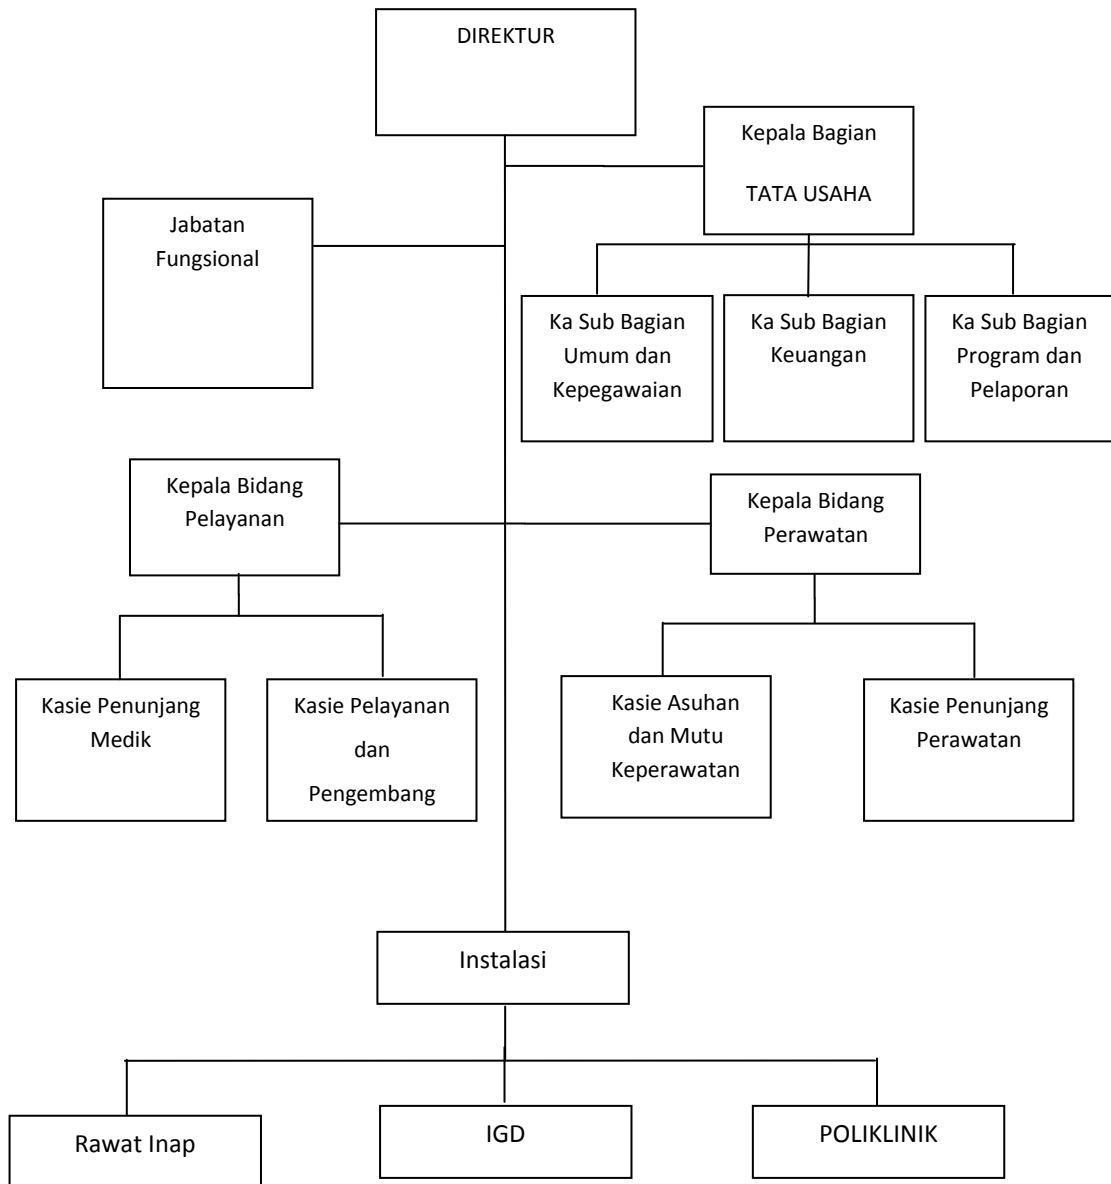 DIREKTUR
Kepala Bagian
TATA USAHA
Jabatan
Fungsional
Ka Sub Bagian
Umum dan
Kepegawaian
Ka Sub Bagian
Keuangan
Ka Sub Bagian
Program dan
Pelaporan
Kepala Bidang
Pelayanan
Kepala Bidang
Perawatan
Kasie Penunjang
Medik
Kasie Pelayanan
dan
Pengembang
Kasie Asuhan
dan Mutu
Keperawatan
Kasie Penunjang
Perawatan
Instalasi
Rawat Inap
IGD
POLIKLINIK